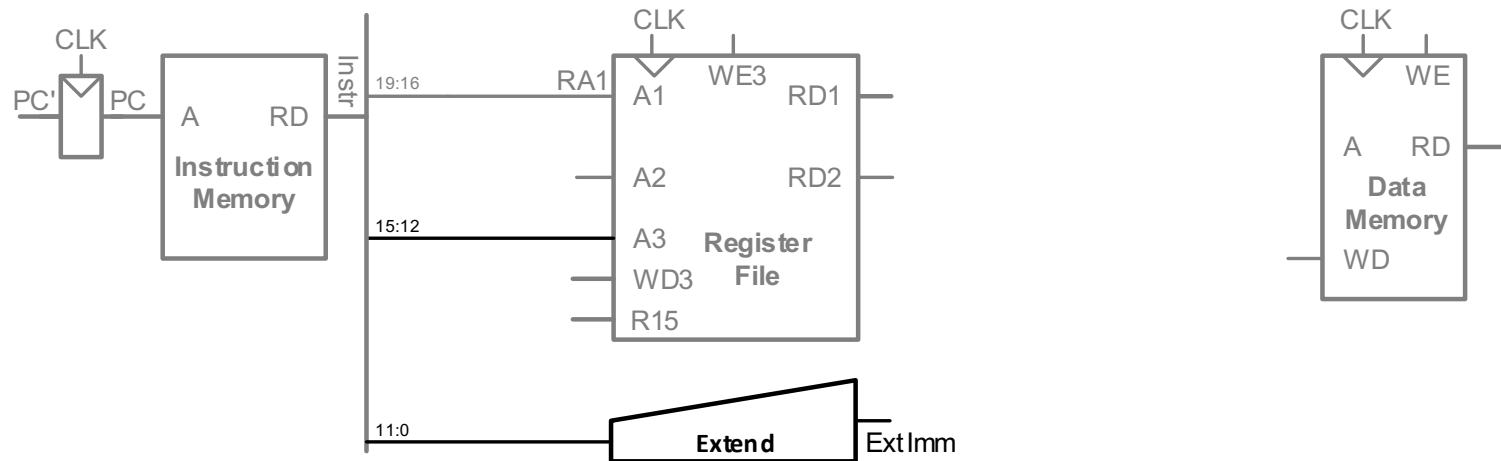 CLK
PC'
PC
A
RD
Instruction
Memory
Instr
19:16
RA1
15:12
11:0
CLK
WE3
A1
RD1
A2
RD2
A3
Register
File
WD3
R15
Extend
ExtImm
CLK
WE
A
RD
Data
Memory
WD